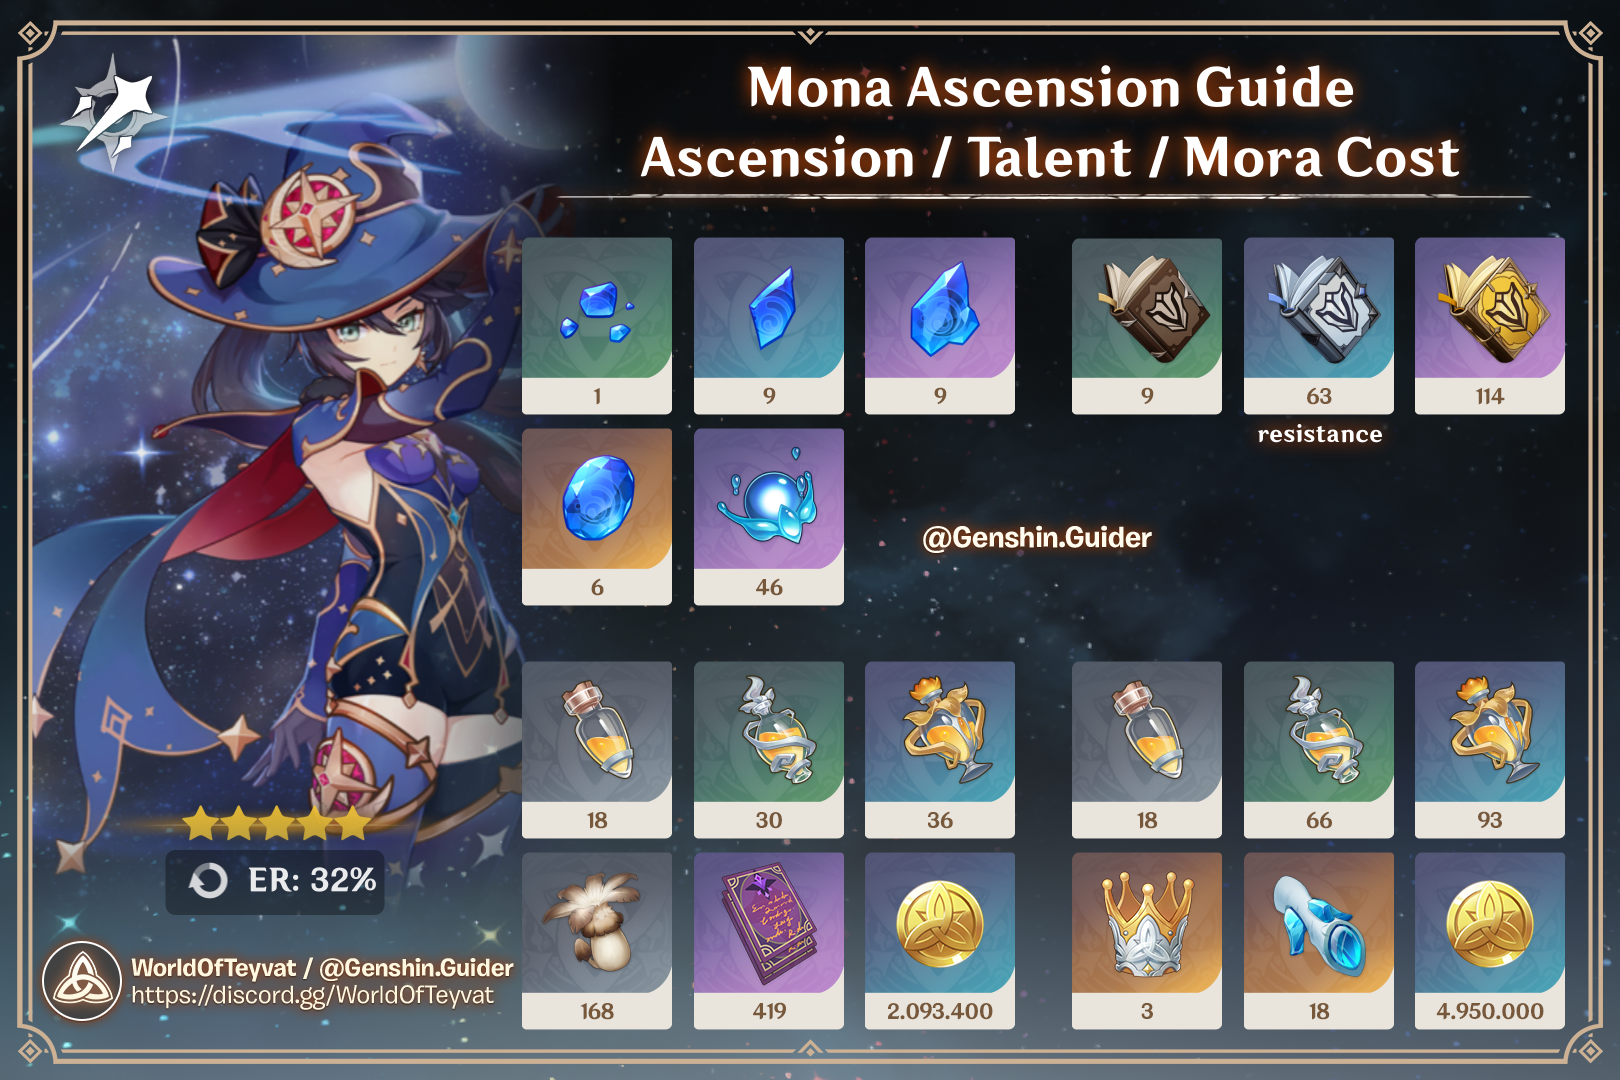 Mona Ascension Guide
Ascension / Talent / Mora Cost
1
9
9
9
63
114
resistance
6
46
@Genshin.Guider
18
30
36
18
66
93
ER: 32%
168
419
2.093.400
3
18
4.950.000
WorldOfTeyvat / @Genshin.Guider
https://discord.gg/WorldOfTeyvat